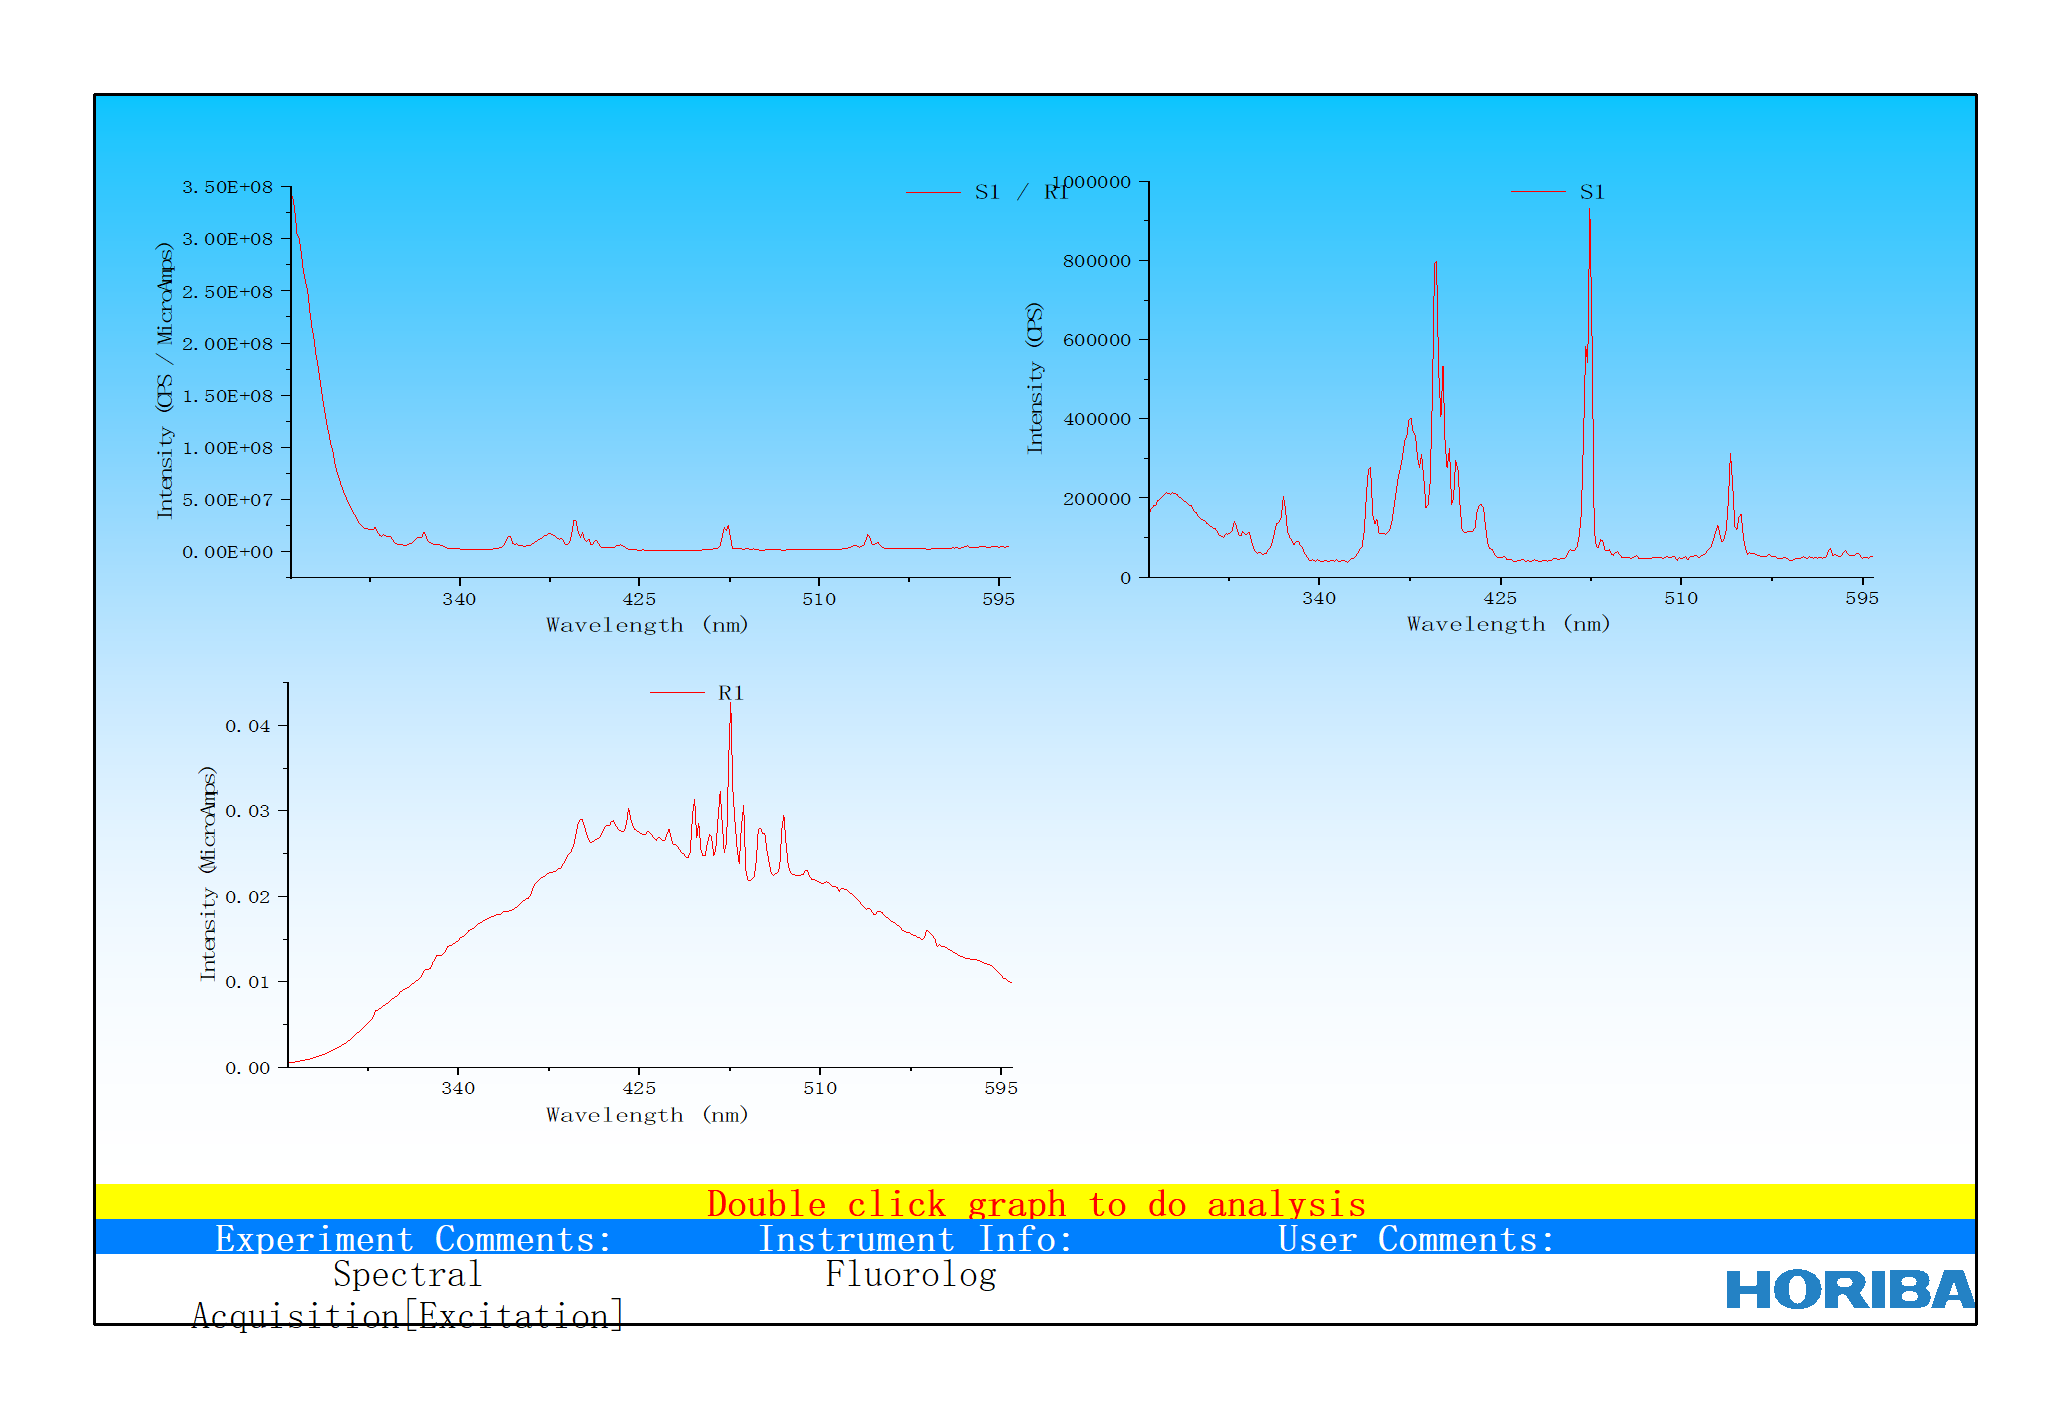 S1 / R1
3.50E+08
3.00E+08
2.50E+08
2.00E+08
1.50E+08
1.00E+08
5.00E+07
0.00E+00
Intensity (CPS / MicroAmps)
340 425 510 595
Wavelength (nm)
S1
1000000
800000
600000
400000
200000
0
Intensity (CPS)
340 425 510 595
Wavelength (nm)
R1
0.04
0.03
0.02
0.01
0.00
Intensity (MicroAmps)
340 425 510 595
Wavelength (nm)
Double click graph to do analysis
Experiment Comments: Instrument Info: User Comments:
Spectral Fluorolog
Acquisition[Excitation]
HORIBA